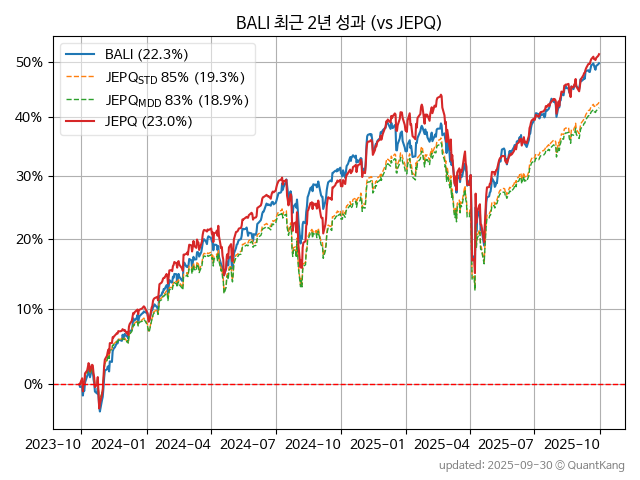 BALI 최근 2년 성과 (vs JEPQ)
BALI (22.3%)
JEPQSTD 85% (19.3%)
JEPQMDD 83% (18.9%)
JEPQ (23.0%)
50%
40%
30%
20%
10%
0%
2023-10 2024-01 2024-04 2024-07 2024-10 2025-01 2025-04 2025-07 2025-10
updated: 2025-09-30 © QuantKang